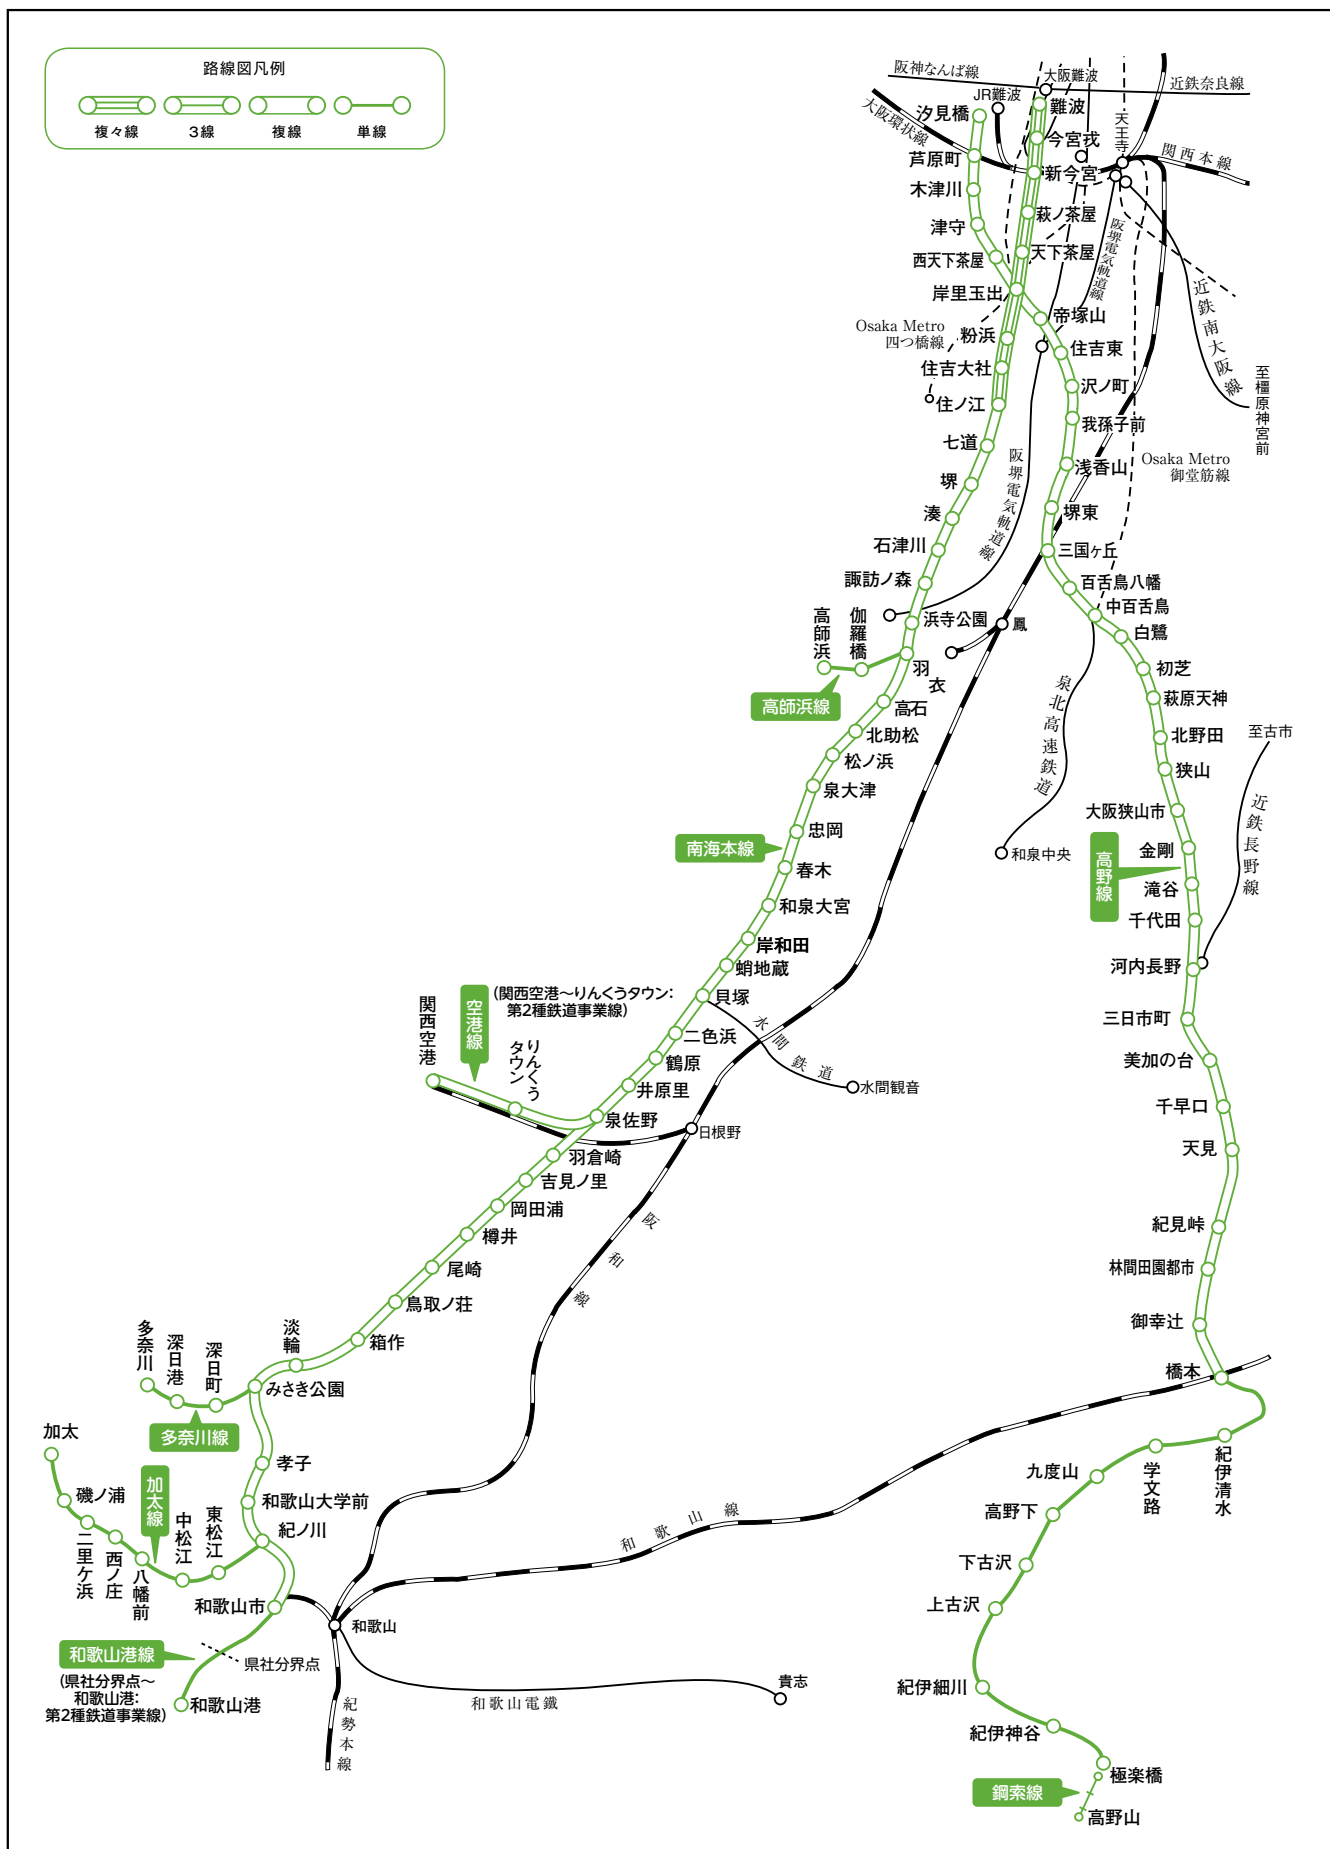 路線図凡例
複々線
3線
複線
単線
阪神なんば線
大阪難波
近鉄奈良線
JR難波
大阪環状線
天王寺
関西本線
汐見橋
難波
芦原町
今宮戎
新今宮
木津川
萩ノ茶屋
津守
西天下茶屋
天下茶屋
阪堺電気軌道線
岸里玉出
帝塚山
近鉄南大阪線
至橿原神宮前
Osaka Metro
四つ橋線
粉浜
住吉東
住吉大社
沢ノ町
住ノ江
我孫子前
七道
浅香山
Osaka Metro
御堂筋線
阪堺電気軌道線
堺
堺東
湊
石津川
三国ヶ丘
諏訪ノ森
百舌鳥八幡
中百舌鳥
浜寺公園
鳳
白鷺
高師浜
伽羅橋
羽衣
初芝
高師浜線
高石
萩原天神
泉北高速鉄道
北助松
北野田
至古市
松ノ浜
狭山
泉大津
大阪狭山市
近鉄長野線
忠岡
南海本線
金剛
和泉中央
高野線
春木
滝谷
和泉大宮
千代田
岸和田
蛸地蔵
河内長野
関西空港
空港線
(関西空港～りんくうタウン:
第2種鉄道事業線)
貝塚
三日市町
二色浜
水間鉄道
りんくう
タウン
鶴原
美加の台
井原里
水間観音
千早口
泉佐野
日根野
天見
羽倉崎
吉見ノ里
岡田浦
阪和線
紀見峠
樽井
尾崎
林間田園都市
鳥取ノ荘
御幸辻
箱作
淡輪
多奈川
深日港
深日町
橋本
みさき公園
多奈川線
加太
紀伊清水
学文路
孝子
九度山
加太線
磯ノ浦
和歌山大学前
高野下
二里ケ浜
西ノ庄
八幡前
中松江
東松江
紀ノ川
和歌山線
下古沢
和歌山市
上古沢
和歌山
和歌山港線
県社分界点
(県社分界点～
和歌山港:
第2種鉄道事業線)
和歌山港
貴志
和歌山電鐵
紀勢本線
紀伊細川
紀伊神谷
極楽橋
鋼索線
高野山